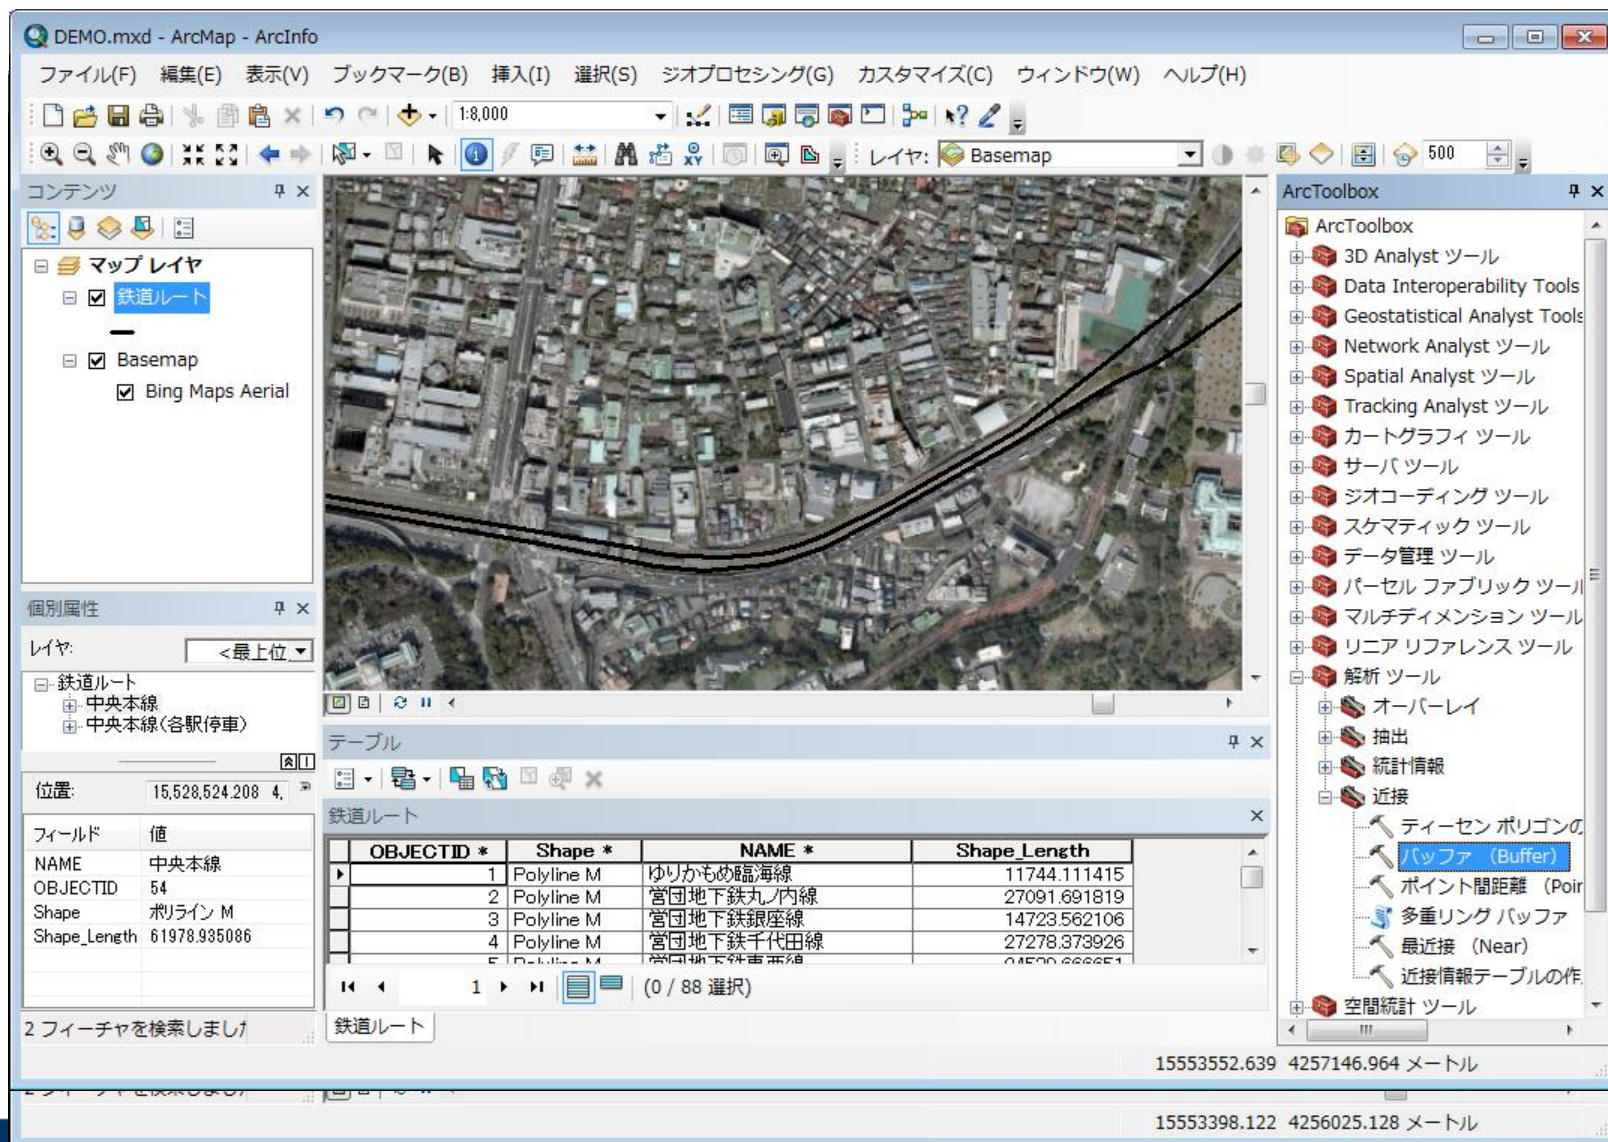 DEMO.mxd - ArcMap - ArcInfo
ファイル(F) 編集(E) 表示(V) ブックマーク(B) 挿入(I) 選択(S) ジオプロセシング(G) カスタマイズ(C) ウィンドウ(W) ヘルプ(H)
1:8,000
レイヤ: Basemap 500
コンテンツ
マップ レイヤ
鉄道ルート
Basemap
Bing Maps Aerial
個別属性
レイヤ: <最上位
鉄道ルート
中央本線
中央本線(各駅停車)
位置: 15,528,524.208 4,
フィールド 値
NAME 中央本線
OBJECTID 54
Shape ポリライン M
Shape_Length 61978.935086
2 フィーチャを検索しました
テーブル
鉄道ルート
OBJECTID * Shape * NAME * Shape_Length
1 Polyline M ゆりかもめ臨海線 11744.111415
2 Polyline M 営団地下鉄丸ノ内線 27091.691819
3 Polyline M 営団地下鉄銀座線 14723.562106
4 Polyline M 営団地下鉄千代田線 27278.373926
1 (0 / 88 選択)
鉄道ルート
ArcToolbox
ArcToolbox
3D Analyst ツール
Data Interoperability Tools
Geostatistical Analyst Tools
Network Analyst ツール
Spatial Analyst ツール
Tracking Analyst ツール
カートグラフィ ツール
サーバ ツール
ジオコーディング ツール
スケマティック ツール
データ管理 ツール
パーセル ファブリック ツール
マルチディメンション ツール
リニア リファレンス ツール
解析 ツール
オーバーレイ
抽出
統計情報
近接
ティーセン ポリゴンの
バッファ (Buffer)
ポイント間距離 (Poir
多重リング バッファ
最近接 (Near)
近接情報テーブルの作
空間統計 ツール
15553552.639 4257146.964 メートル
15553398.122 4256025.128 メートル